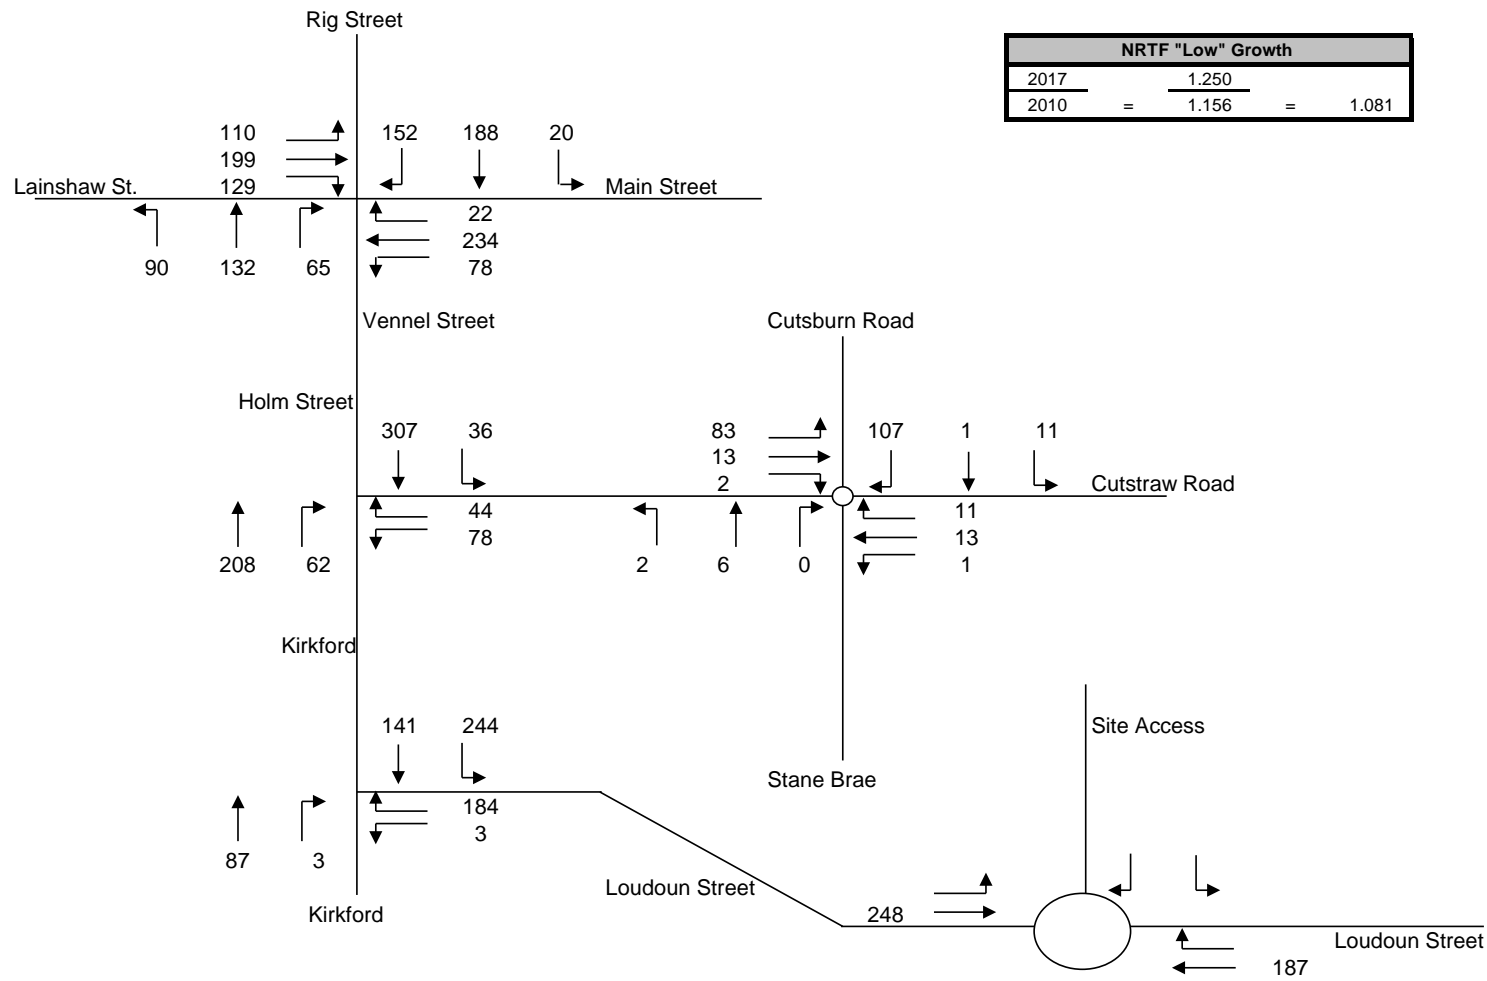 Rig Street
NRTF "Low" Growth
2017 1.250
2010 = 1.156 = 1.081
110 152 188 20
199
Lainshaw St. 129 Main Street
22
234
90 132 65 78
Vennel Street Cutsburn Road
Holm Street
307 36 83 107 1 11
13
2 Cutstraw Road
44 11
78 13
208 62 2 6 0 1
Kirkford
141 244 Site Access
Stane Brae
184
3
87 3
Loudoun Street
Kirkford 248
Loudoun Street
187